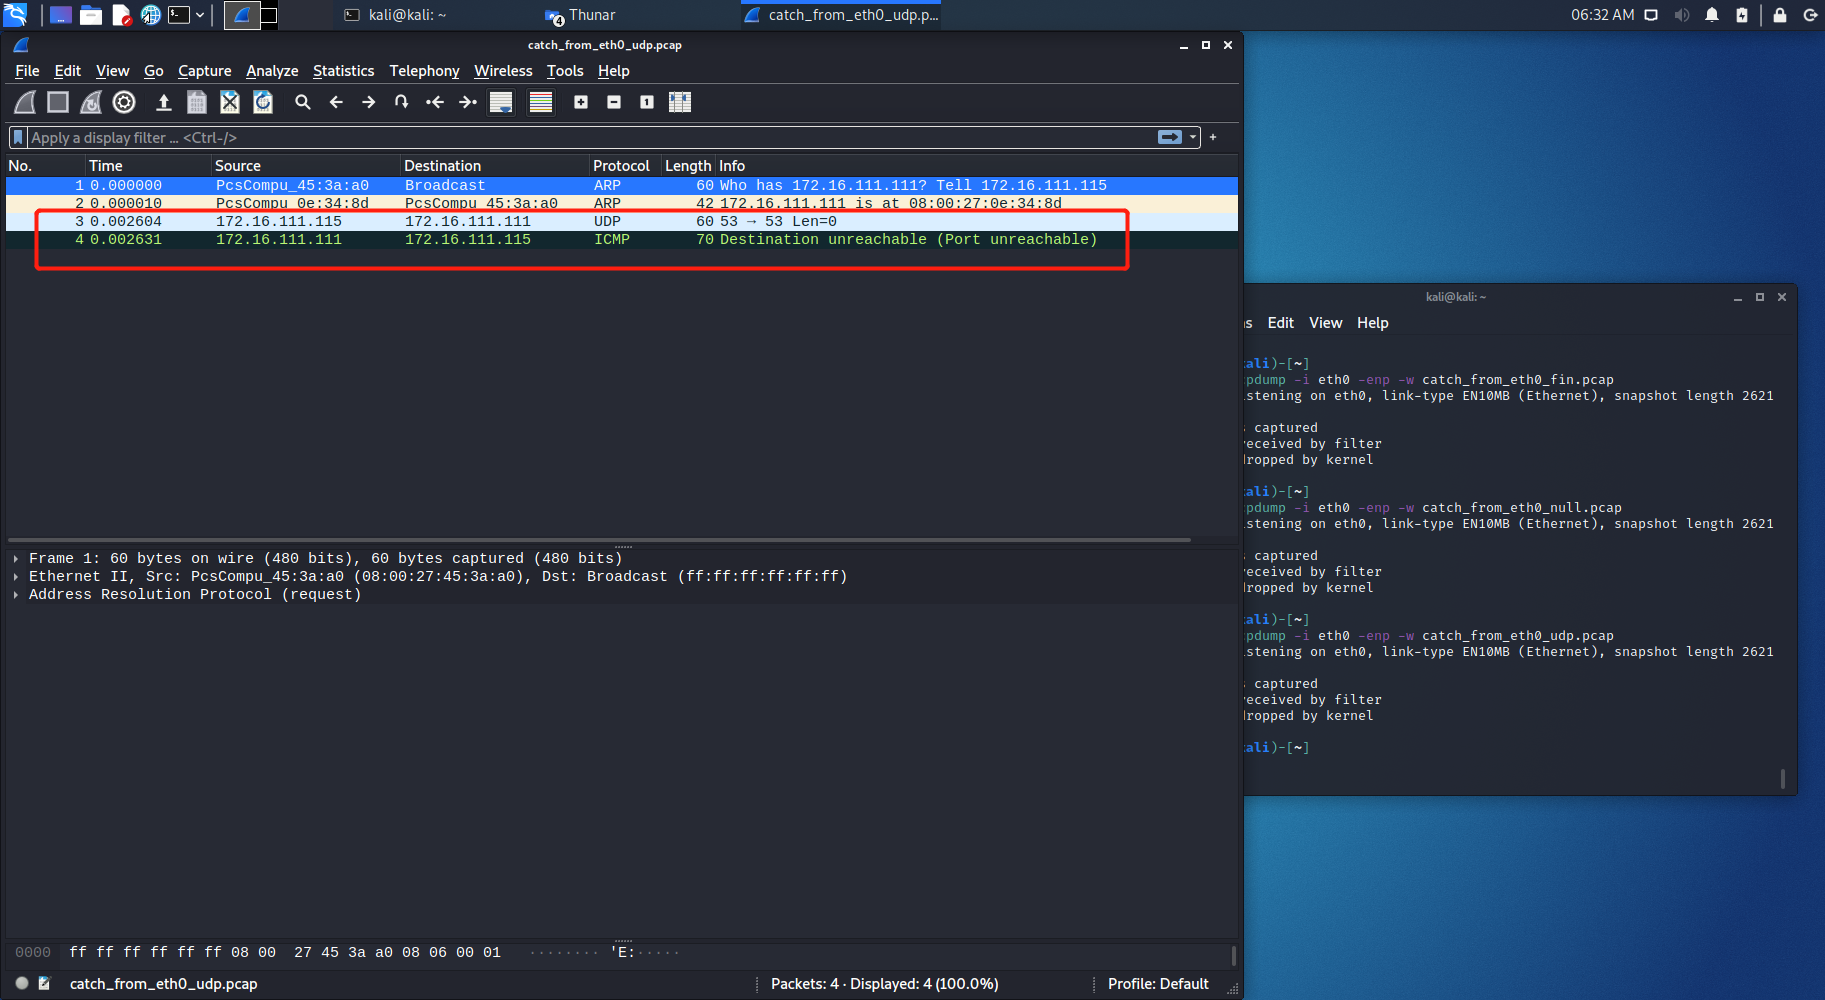 kali@kali: ~
4 Thunar
catch_from_eth0_udp.p...
06:32 AM
catch_from_eth0_udp.pcap
File Edit View Go Capture Analyze Statistics Telephony Wireless Tools Help
Apply a display filter ... <Ctrl-/>
No. Time Source Destination Protocol Length Info
1 0.000000 PcsCompu_45:3a:a0 Broadcast ARP 60 Who has 172.16.111.111? Tell 172.16.111.115
2 0.000010 PcsCompu_0e:34:8d PcsCompu_45:3a:a0 ARP 42 172.16.111.111 is at 08:00:27:0e:34:8d
3 0.002604 172.16.111.115 172.16.111.111 UDP 60 53 → 53 Len=0
4 0.002631 172.16.111.111 172.16.111.115 ICMP 70 Destination unreachable (Port unreachable)
Frame 1: 60 bytes on wire (480 bits), 60 bytes captured (480 bits)
Ethernet II, Src: PcsCompu_45:3a:a0 (08:00:27:45:3a:a0), Dst: Broadcast (ff:ff:ff:ff:ff:ff)
Address Resolution Protocol (request)
0000 ff ff ff ff ff ff 08 00 27 45 3a a0 08 06 00 01 ········ 'E:·····
catch_from_eth0_udp.pcap
Packets: 4 · Displayed: 4 (100.0%)
Profile: Default
kali@kali: ~
Edit View Help
ali)-[~]
pdump -i eth0 -enp -w catch_from_eth0_fin.pcap
stening on eth0, link-type EN10MB (Ethernet), snapshot length 2621
captured
eceived by filter
ropped by kernel
ali)-[~]
pdump -i eth0 -enp -w catch_from_eth0_null.pcap
stening on eth0, link-type EN10MB (Ethernet), snapshot length 2621
captured
eceived by filter
ropped by kernel
ali)-[~]
pdump -i eth0 -enp -w catch_from_eth0_udp.pcap
stening on eth0, link-type EN10MB (Ethernet), snapshot length 2621
captured
eceived by filter
ropped by kernel
ali)-[~]